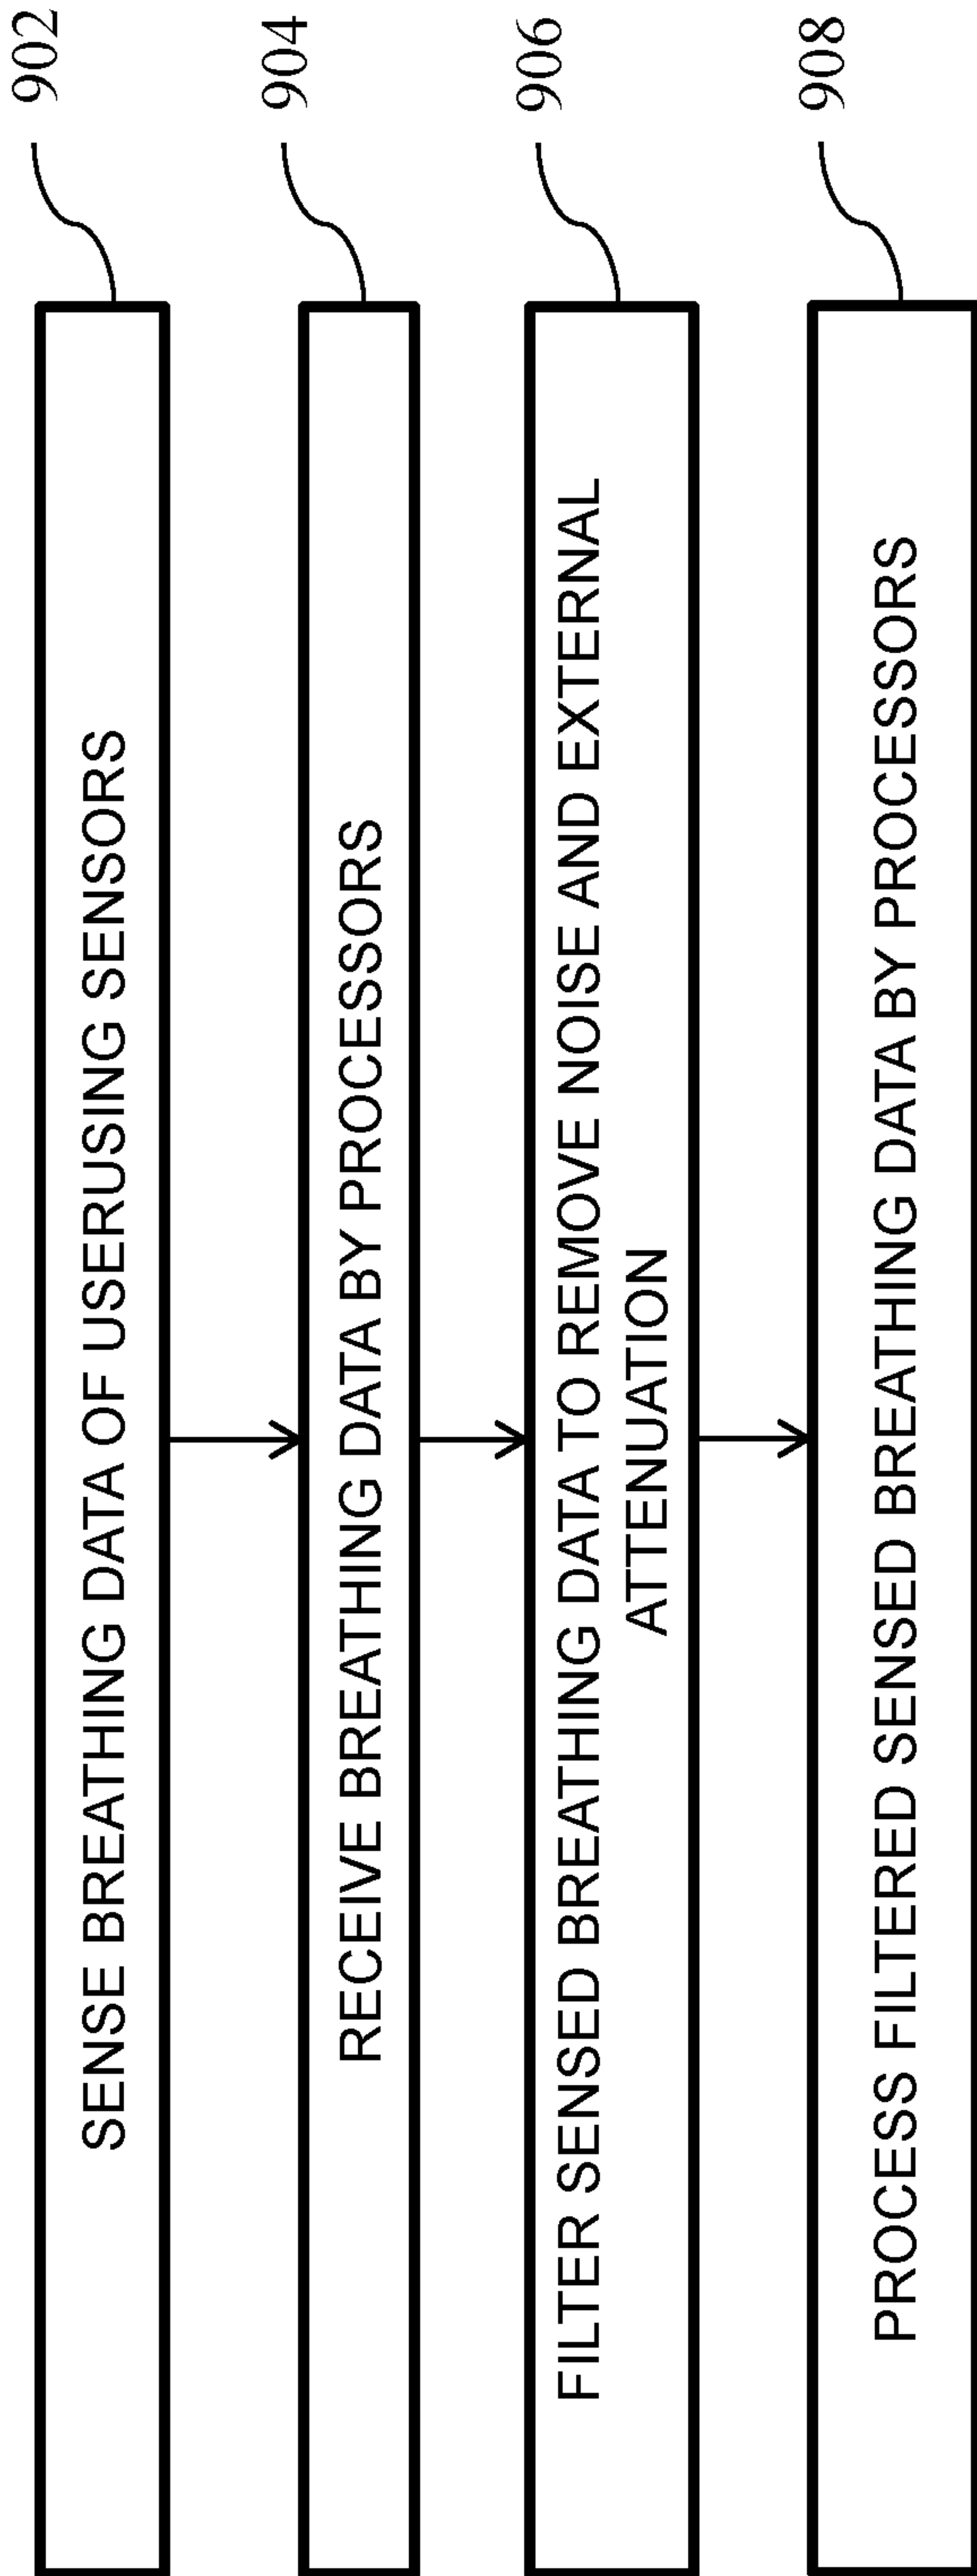 SENSE BREATHING DATA OF USERUSING SENSORS
902
RECEIVE BREATHING DATA BY PROCESSORS
904
FILTER SENSED BREATHING DATA TO REMOVE NOISE AND EXTERNAL
ATTENUATION
906
PROCESS FILTERED SENSED BREATHING DATA BY PROCESSORS
908